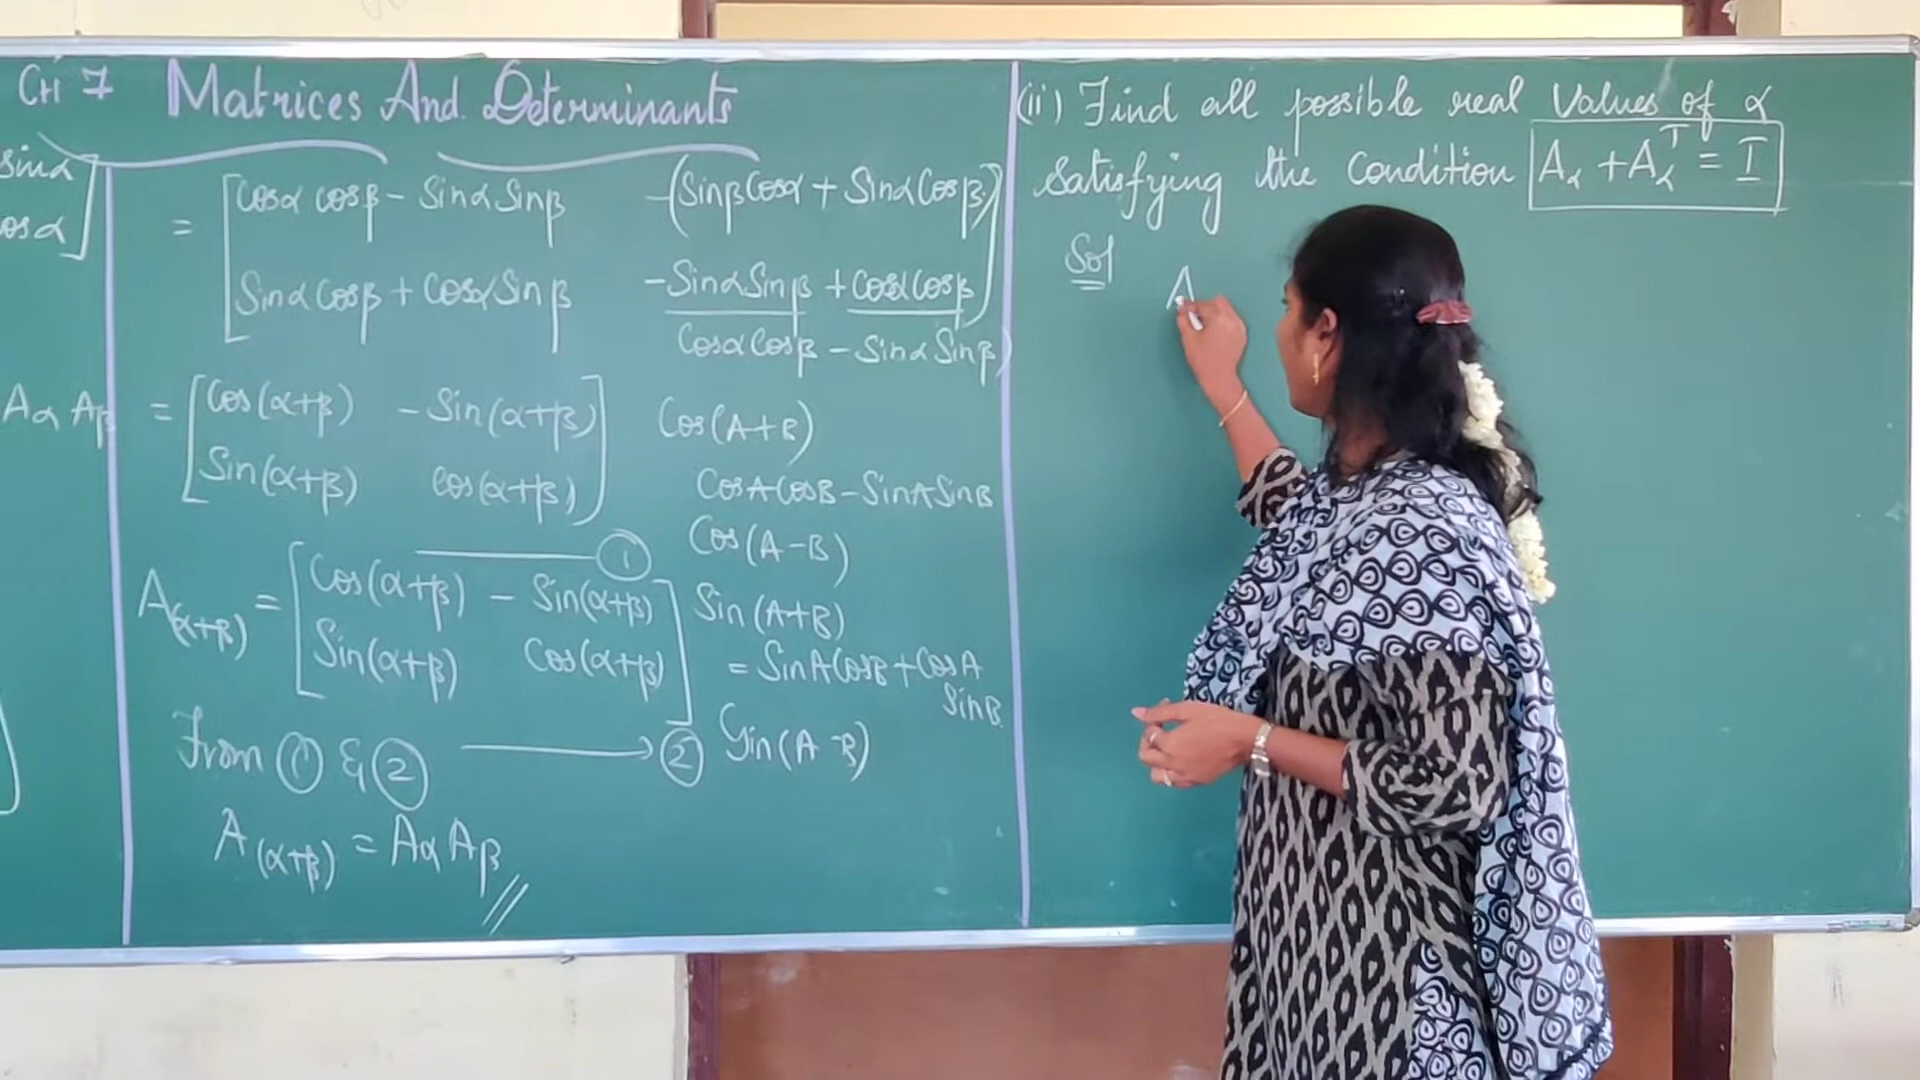 CH 7 Matrices And Determinants
sinα]
cosα]
= [Cosα cosβ - Sinα Sinβ -(Sinβ Cosα + Sinα Cosβ)
Sinα Cosβ + Cosα Sinβ -Sinα Sinβ + Cosα Cosβ]
Cosα Cosβ - Sinα Sinβ)
Aα Aβ = [Cos(α+β) - Sin(α+β)
Sin(α+β) Cos(α+β)]
①
A(α+β) = [Cos(α+β) - Sin(α+β)
Sin(α+β) Cos(α+β)]
②
From ① & ②
A(α+β) = Aα Aβ //
Cos(A+B)
CosA CosB - SinA SinB
Cos(A-B)
Sin(A+B)
= SinA CosB + CosA
SinB
Sin(A-B)
(ii) Find all possible real Values of α
Satisfying the Condition Aα + Aα^T = I
Sol A